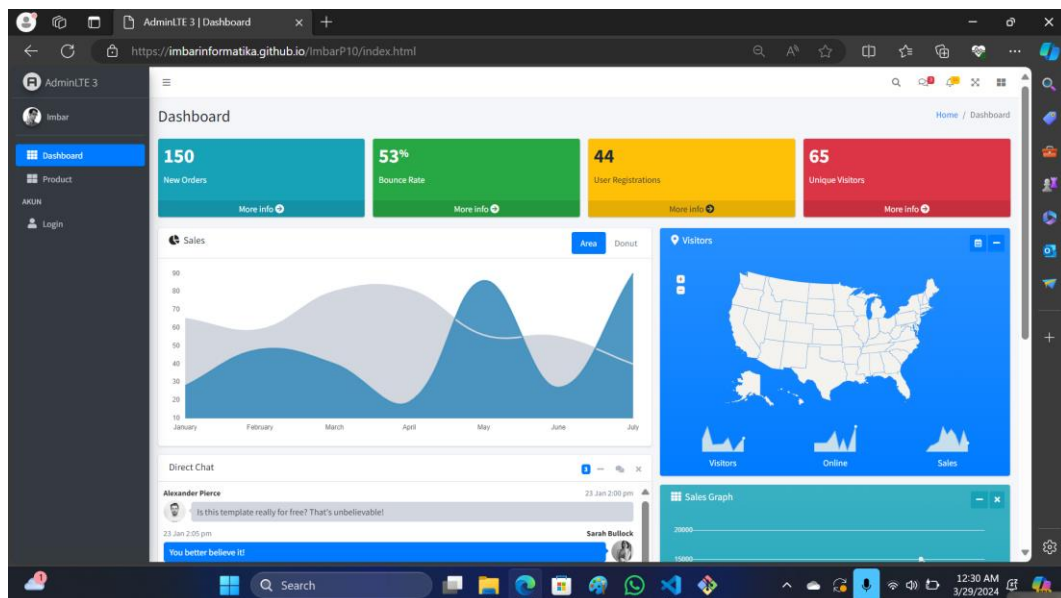 AdminLTE 3 | Dashboard
https://imbarinformatika.github.io/ImbarP10/index.html
AdminLTE 3
Imbar
Dashboard
Product
AKUN
Login
3
Dashboard
Home / Dashboard
150
New Orders
More info
53%
Bounce Rate
More info
44
User Registrations
More info
65
Unique Visitors
More info
Sales
Area
Donut
90
80
70
60
50
40
30
20
10
January
February
March
April
May
June
July
Visitors
+
−
Visitors
Online
Sales
Direct Chat
3
Alexander Pierce
23 Jan 2:00 pm
Is this template really for free? That's unbelievable!
23 Jan 2:05 pm
Sarah Bullock
You better believe it!
Sales Graph
20000
15000
1
Search
12:30 AM
3/29/2024